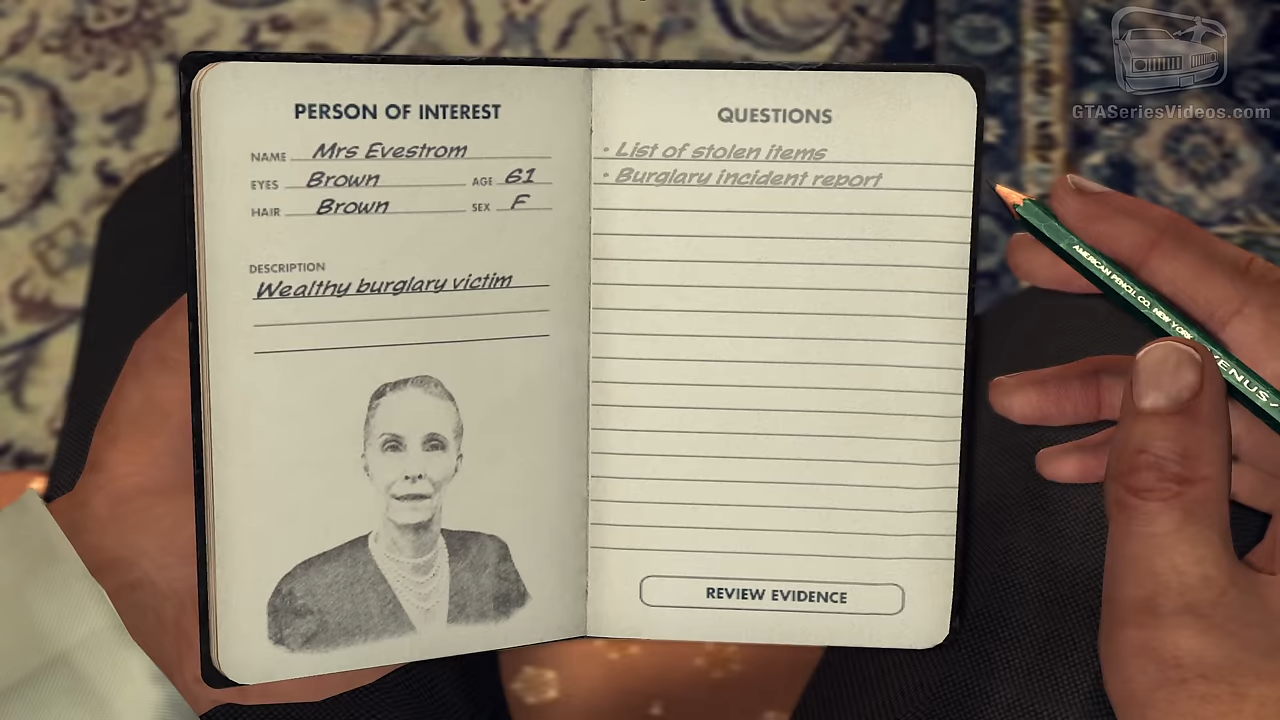 GTASeriesVideos.com
PERSON OF INTEREST
NAME Mrs Evestrom
EYES Brown AGE 61
HAIR Brown SEX F
DESCRIPTION
Wealthy burglary victim
QUESTIONS
• List of stolen items
• Burglary incident report
REVIEW EVIDENCE
AMERICAN PENCIL CO. NEW YORK
VENUS